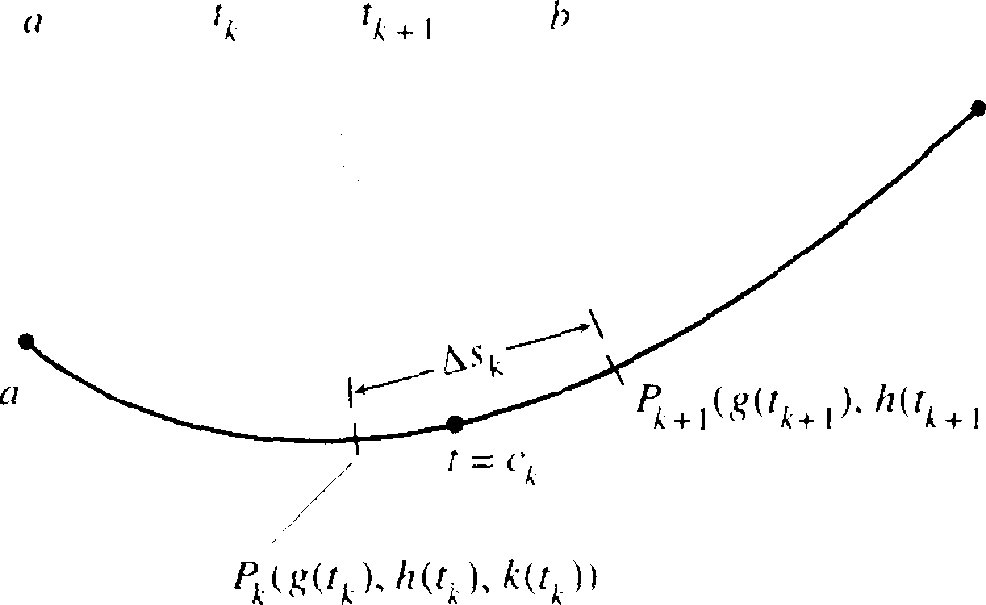 a t_k t_{k+1} b
Δs_k
a
P_{k+1}(g(t_{k+1}), h(t_{k+1}
t = c_k
P_k(g(t_k), h(t_k), k(t_k))